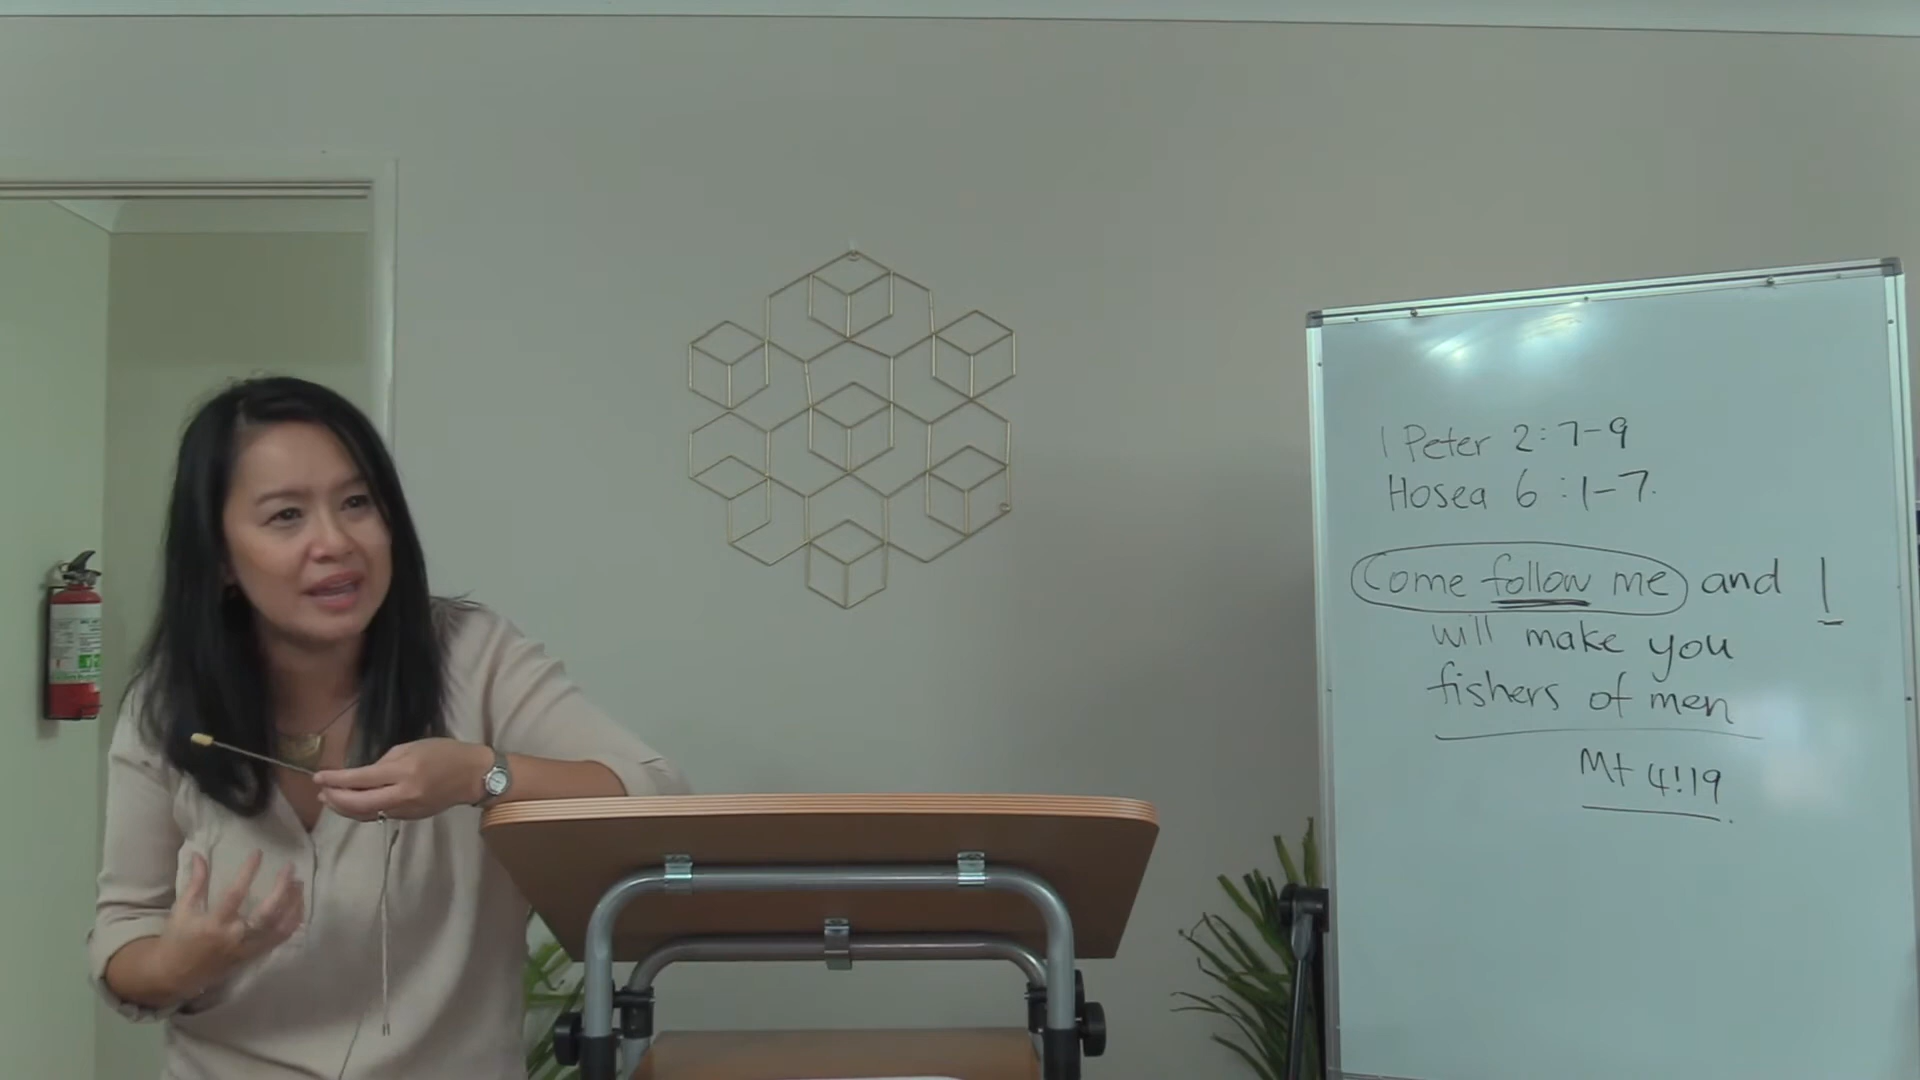 1 Peter 2:7-9
Hosea 6:1-7.
Come follow me and I
will make you
fishers of men
Mt 4:19